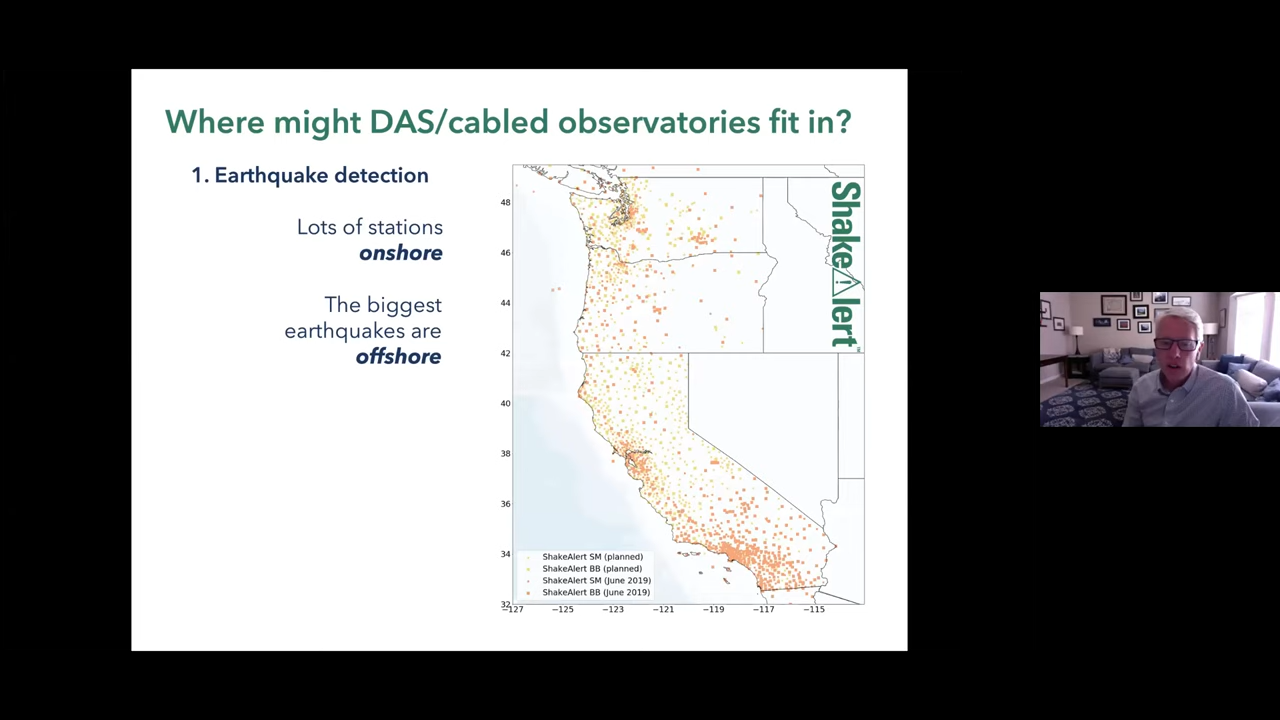 Where might DAS/cabled observatories fit in?
1. Earthquake detection
Lots of stations
onshore
The biggest
earthquakes are
offshore
48
46
44
42
40
38
36
34
32
−127
−125
−123
−121
−119
−117
−115
ShakeAlert SM (planned)
ShakeAlert BB (planned)
ShakeAlert SM (June 2019)
ShakeAlert BB (June 2019)
ShakeAlert